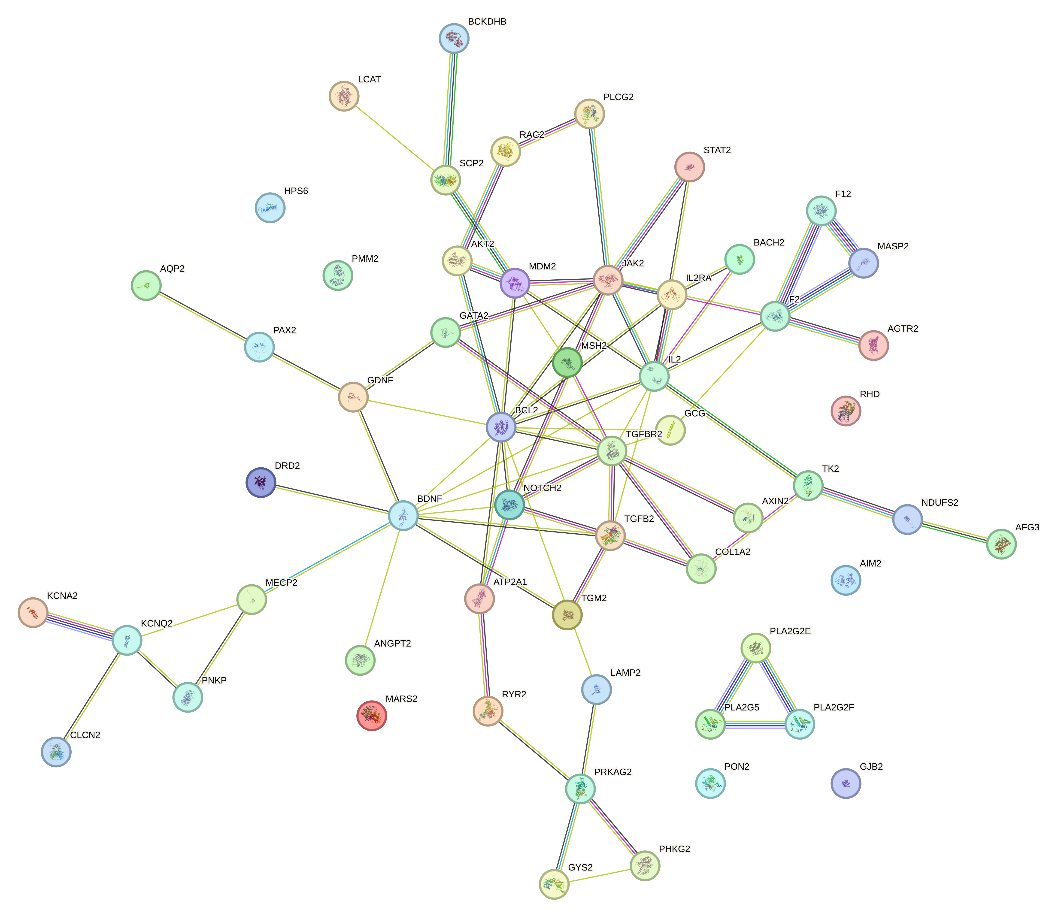 BCKDHB
LCAT
PLCG2
RAC2
STAT2
SCP2
HPS6
F12
BACH2
MASP2
AKT2
PMM2
MDM2
JAK2
AQP2
IL2RA
F2
GATA2
AGTR2
PAX2
MSH2
IL2
GDNF
RHD
BCL2
GCG
TGFBR2
DRD2
TK2
NOTCH2
BDNF
NDUFS2
AXIN2
TGFB2
AFG3
COL1A2
AIM2
MECP2
ATP2A1
KCNA2
TGM2
KCNQ2
PLA2G2E
ANGPT2
LAMP2
PNKP
RYR2
MARS2
PLA2G5
PLA2G2F
CLCN2
PRKAG2
PON2
GJB2
PHKG2
GYS2